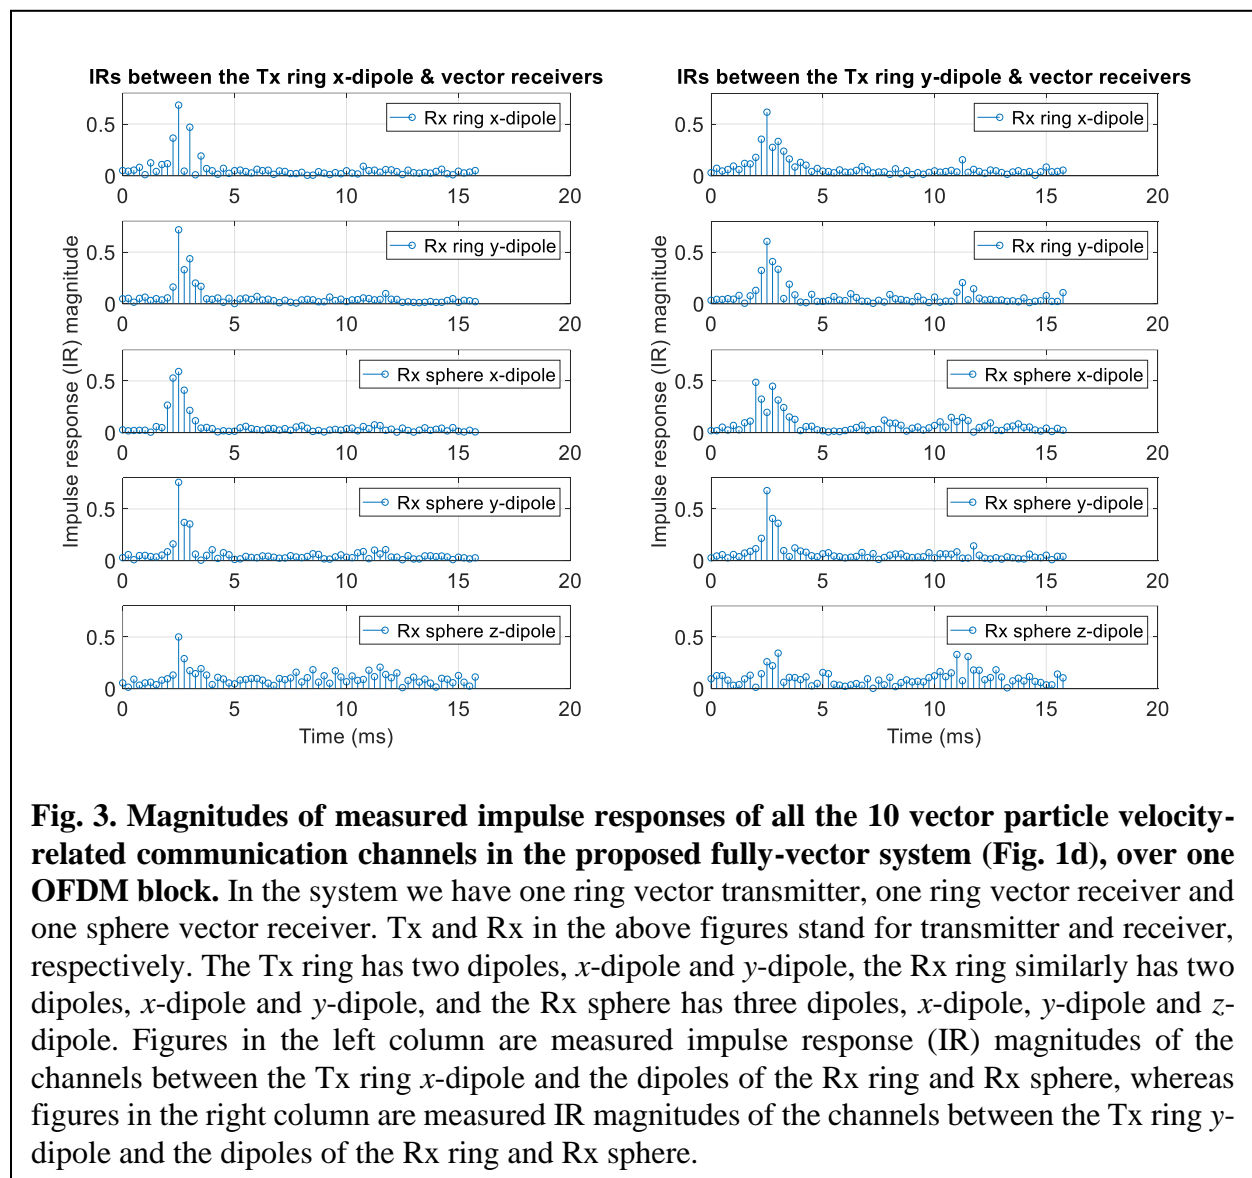 IRs between the Tx ring x-dipole & vector receivers
Impulse response (IR) magnitude
0.5
0
Rx ring x-dipole
0 5 10 15 20
0.5
0
Rx ring y-dipole
0 5 10 15 20
0.5
0
Rx sphere x-dipole
0 5 10 15 20
0.5
0
Rx sphere y-dipole
0 5 10 15 20
0.5
0
Rx sphere z-dipole
0 5 10 15 20
Time (ms)
IRs between the Tx ring y-dipole & vector receivers
Impulse response (IR) magnitude
0.5
0
Rx ring x-dipole
0 5 10 15 20
0.5
0
Rx ring y-dipole
0 5 10 15 20
0.5
0
Rx sphere x-dipole
0 5 10 15 20
0.5
0
Rx sphere y-dipole
0 5 10 15 20
0.5
0
Rx sphere z-dipole
0 5 10 15 20
Time (ms)
Fig. 3. Magnitudes of measured impulse responses of all the 10 vector particle velocity-
related communication channels in the proposed fully-vector system (Fig. 1d), over one
OFDM block. In the system we have one ring vector transmitter, one ring vector receiver and
one sphere vector receiver. Tx and Rx in the above figures stand for transmitter and receiver,
respectively. The Tx ring has two dipoles, x-dipole and y-dipole, the Rx ring similarly has two
dipoles, x-dipole and y-dipole, and the Rx sphere has three dipoles, x-dipole, y-dipole and z-
dipole. Figures in the left column are measured impulse response (IR) magnitudes of the
channels between the Tx ring x-dipole and the dipoles of the Rx ring and Rx sphere, whereas
figures in the right column are measured IR magnitudes of the channels between the Tx ring y-
dipole and the dipoles of the Rx ring and Rx sphere.